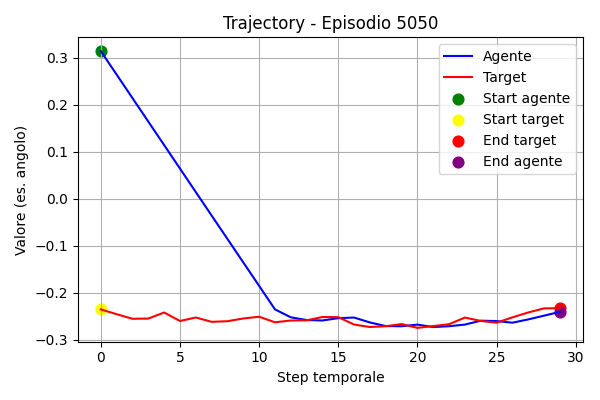 Trajectory - Episodio 5050
Valore (es. angolo)
0.3
0.2
0.1
0.0
−0.1
−0.2
−0.3
0
5
10
15
20
25
30
Step temporale
Agente
Target
Start agente
Start target
End target
End agente